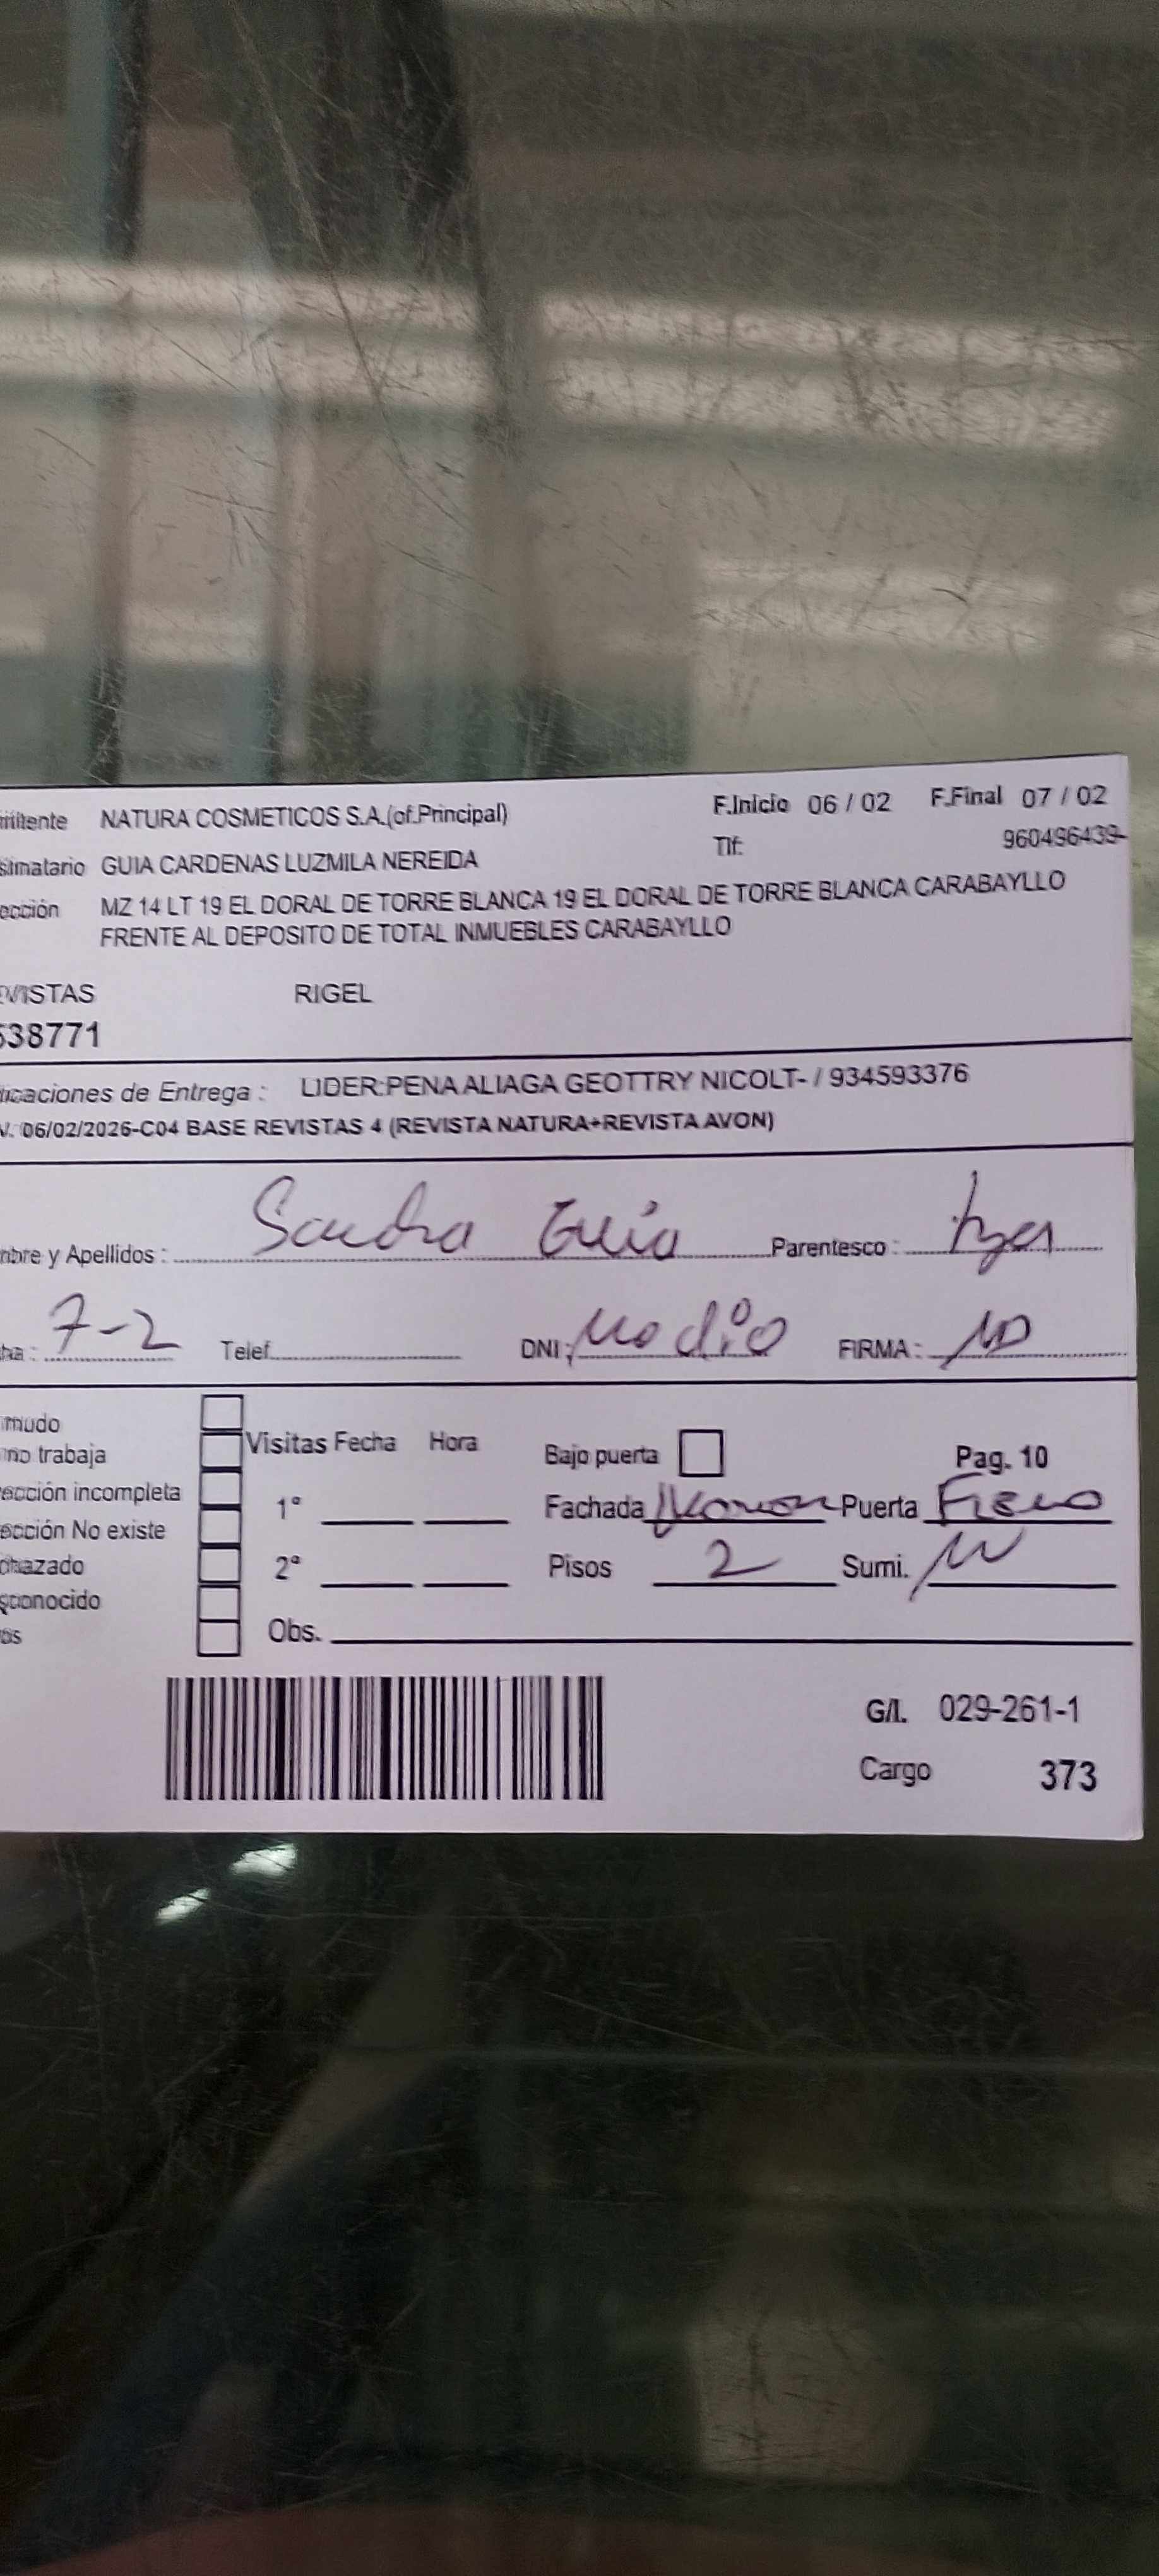 mitente NATURA COSMETICOS S.A.(of.Principal) F.Inicio 06 / 02 F.Final 07 / 02
stinatario GUIA CARDENAS LUZMILA NEREIDA Tlf: 960496439-
ección MZ 14 LT 19 EL DORAL DE TORRE BLANCA 19 EL DORAL DE TORRE BLANCA CARABAYLLO
FRENTE AL DEPOSITO DE TOTAL INMUEBLES CARABAYLLO
VISTAS RIGEL
538771
icaciones de Entrega : LIDER:PENA ALIAGA GEOTTRY NICOLT- / 934593376
V. 06/02/2026-C04 BASE REVISTAS 4 (REVISTA NATURA+REVISTA AVON)
mbre y Apellidos : Sandra Guia Parentesco :
ha : 7-2 Telef. DNI : No dio FIRMA :
mudo
no trabaja Visitas Fecha Hora Bajo puerta Pag. 10
ección incompleta 1° Fachada Puerta Fierro
ección No existe
chazado 2° Pisos 2 Sumi.
sconocido
os Obs.
G/I. 029-261-1
Cargo 373